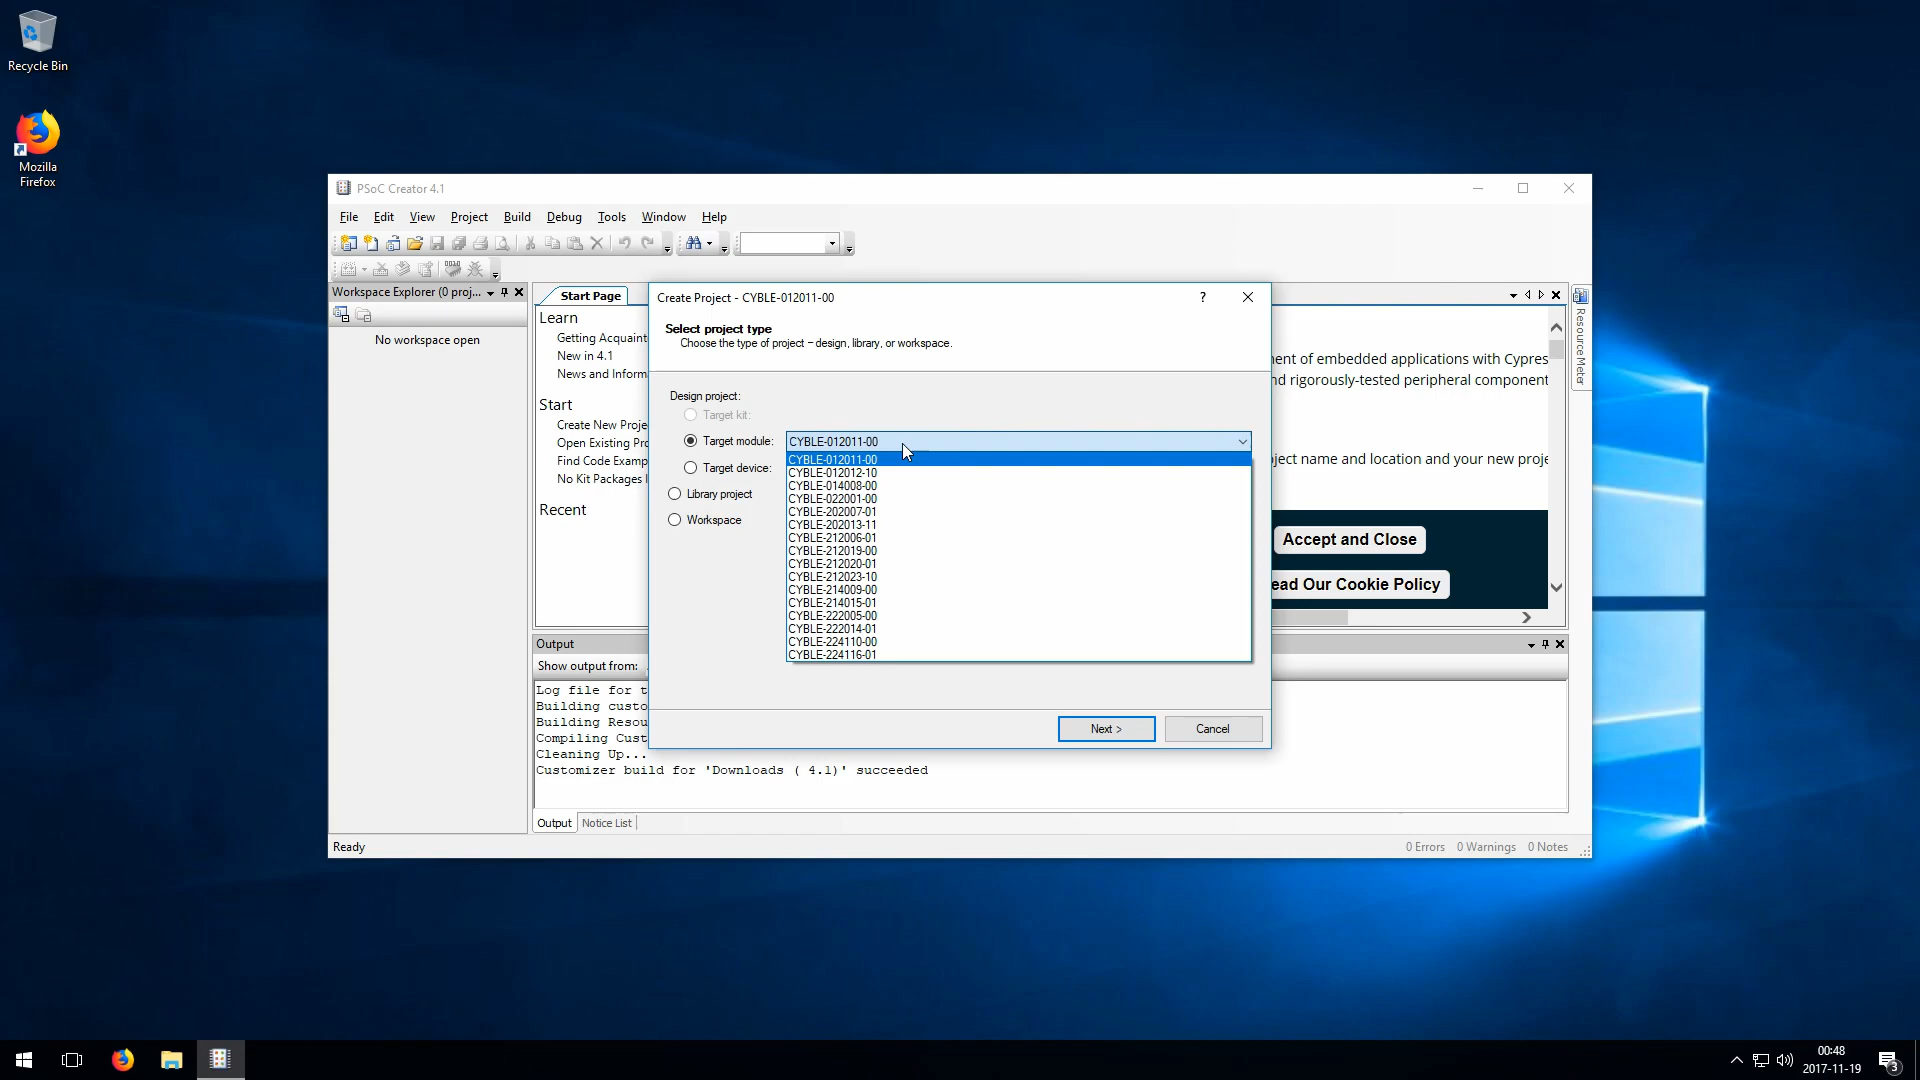 Recycle Bin
Mozilla
Firefox
PSoC Creator 4.1
File Edit View Project Build Debug Tools Window Help
Workspace Explorer (0 proj...
No workspace open
Start Page
Learn
Getting Acquaint
New in 4.1
News and Inform
Start
Create New Proje
Open Existing Pro
Find Code Examp
No Kit Packages
Recent
ment of embedded applications with Cypres
nd rigorously-tested peripheral component
ject name and location and your new proje
Accept and Close
ead Our Cookie Policy
Resource Meter
Create Project - CYBLE-012011-00
?
Select project type
Choose the type of project – design, library, or workspace.
Design project:
Target kit:
Target module: CYBLE-012011-00
Target device:
Library project
Workspace
CYBLE-012011-00
CYBLE-012012-10
CYBLE-014008-00
CYBLE-022001-00
CYBLE-202007-01
CYBLE-202013-11
CYBLE-212006-01
CYBLE-212019-00
CYBLE-212020-01
CYBLE-212023-10
CYBLE-214009-00
CYBLE-214015-01
CYBLE-222005-00
CYBLE-222014-01
CYBLE-224110-00
CYBLE-224116-01
Next >
Cancel
Output
Show output from:
Log file for t
Building custo
Building Resou
Compiling Cust
Cleaning Up...
Customizer build for 'Downloads ( 4.1)' succeeded
Output Notice List
Ready
0 Errors 0 Warnings 0 Notes
00:48
2017-11-19
3